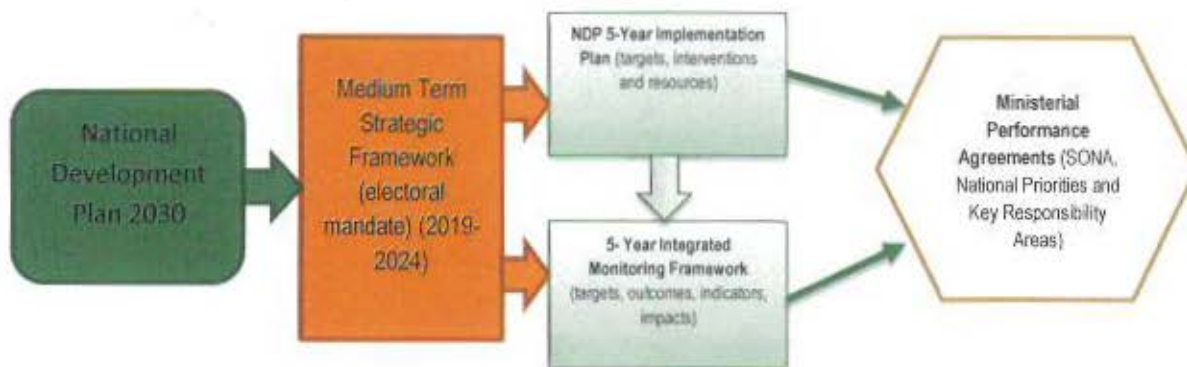 National
Development
Plan 2030
Medium Term
Strategic
Framework
(electoral
mandate) (2019-
2024)
NDP 5-Year Implementation
Plan (targets, interventions
and resources)
5- Year Integrated
Monitoring Framework
(targets, outcomes, indicators,
impacts)
Ministerial
Performance
Agreements (SONA,
National Priorities and
Key Responsibility
Areas)